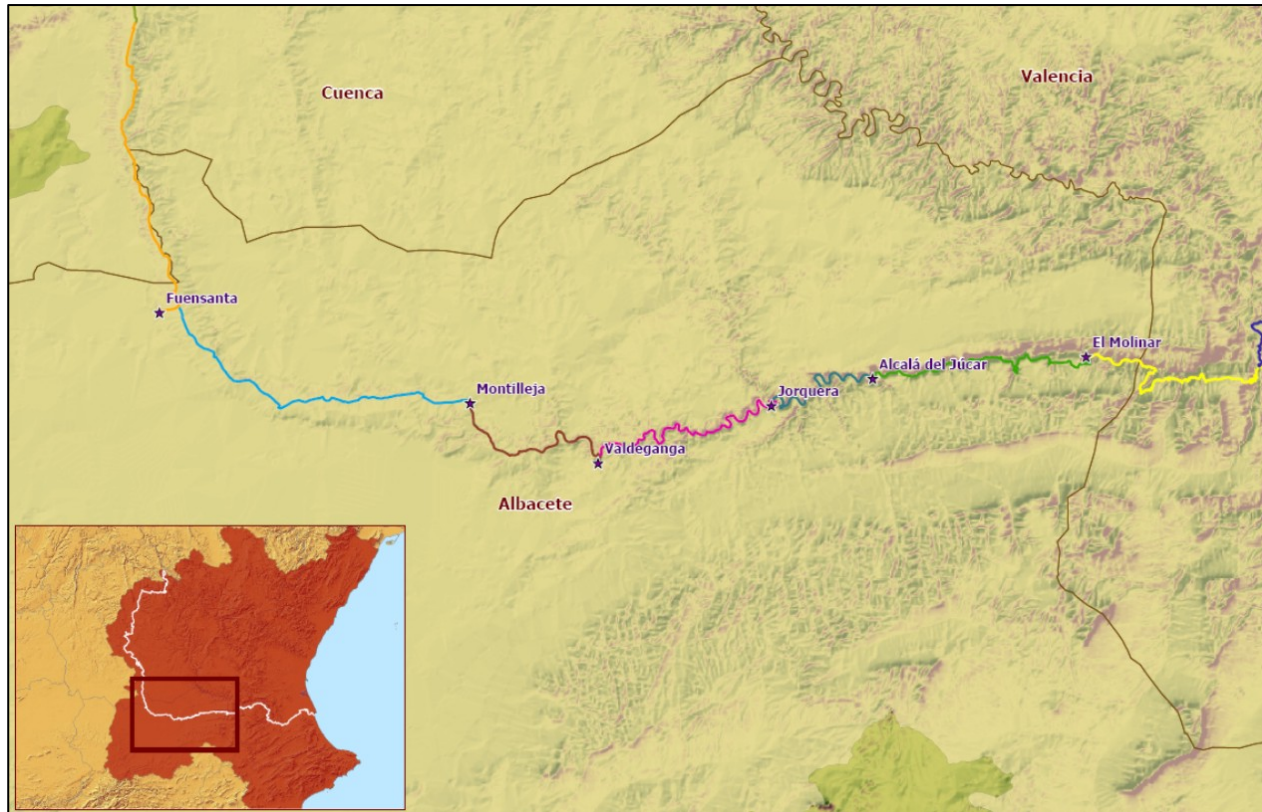 Valencia
Cuenca
Fuensanta
El Molinar
Alcalá del Júcar
Montilleja
Jorquera
Valdeganga
Albacete